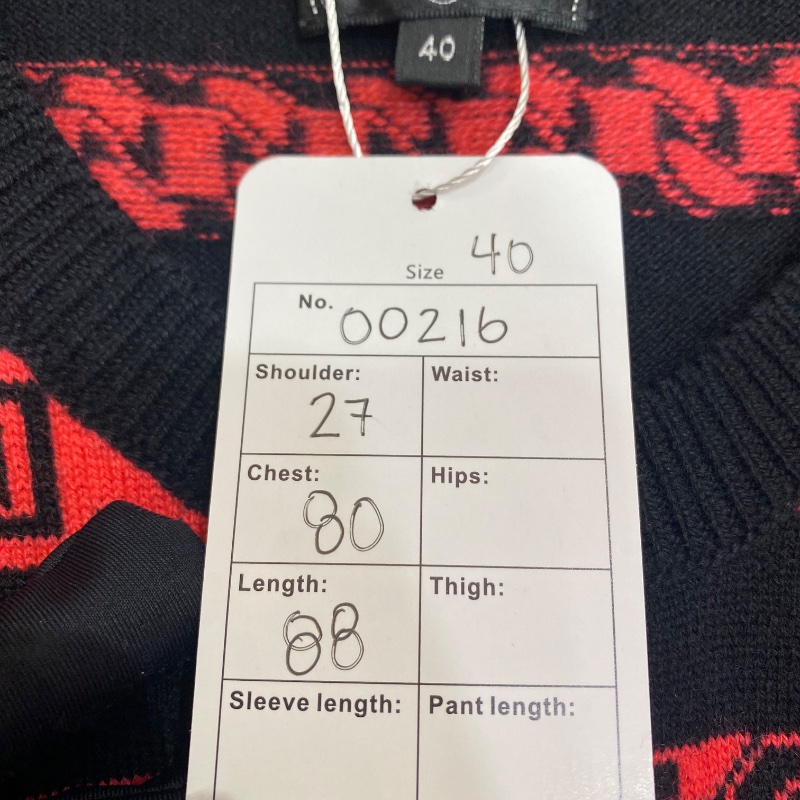 40
Size 40
No. 00216
Shoulder: Waist:
27
Chest: Hips:
80
Length: Thigh:
88
Sleeve length: Pant length: